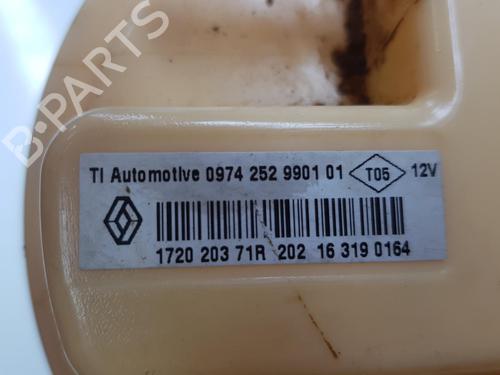 B-PARTS
TI Automotive 0974 252 9901 01 T05 12V
1720 203 71R 202 16 319 0164